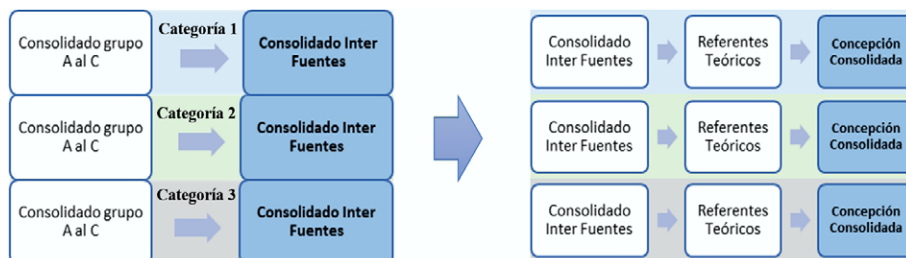 Consolidado grupo
A al C
Categoría 1
Consolidado Inter
Fuentes
Consolidado grupo
A al C
Categoría 2
Consolidado Inter
Fuentes
Consolidado grupo
A al C
Categoría 3
Consolidado Inter
Fuentes
Consolidado
Inter Fuentes
Referentes
Teóricos
Concepción
Consolidada
Consolidado
Inter Fuentes
Referentes
Teóricos
Concepción
Consolidada
Consolidado
Inter Fuentes
Referentes
Teóricos
Concepción
Consolidada